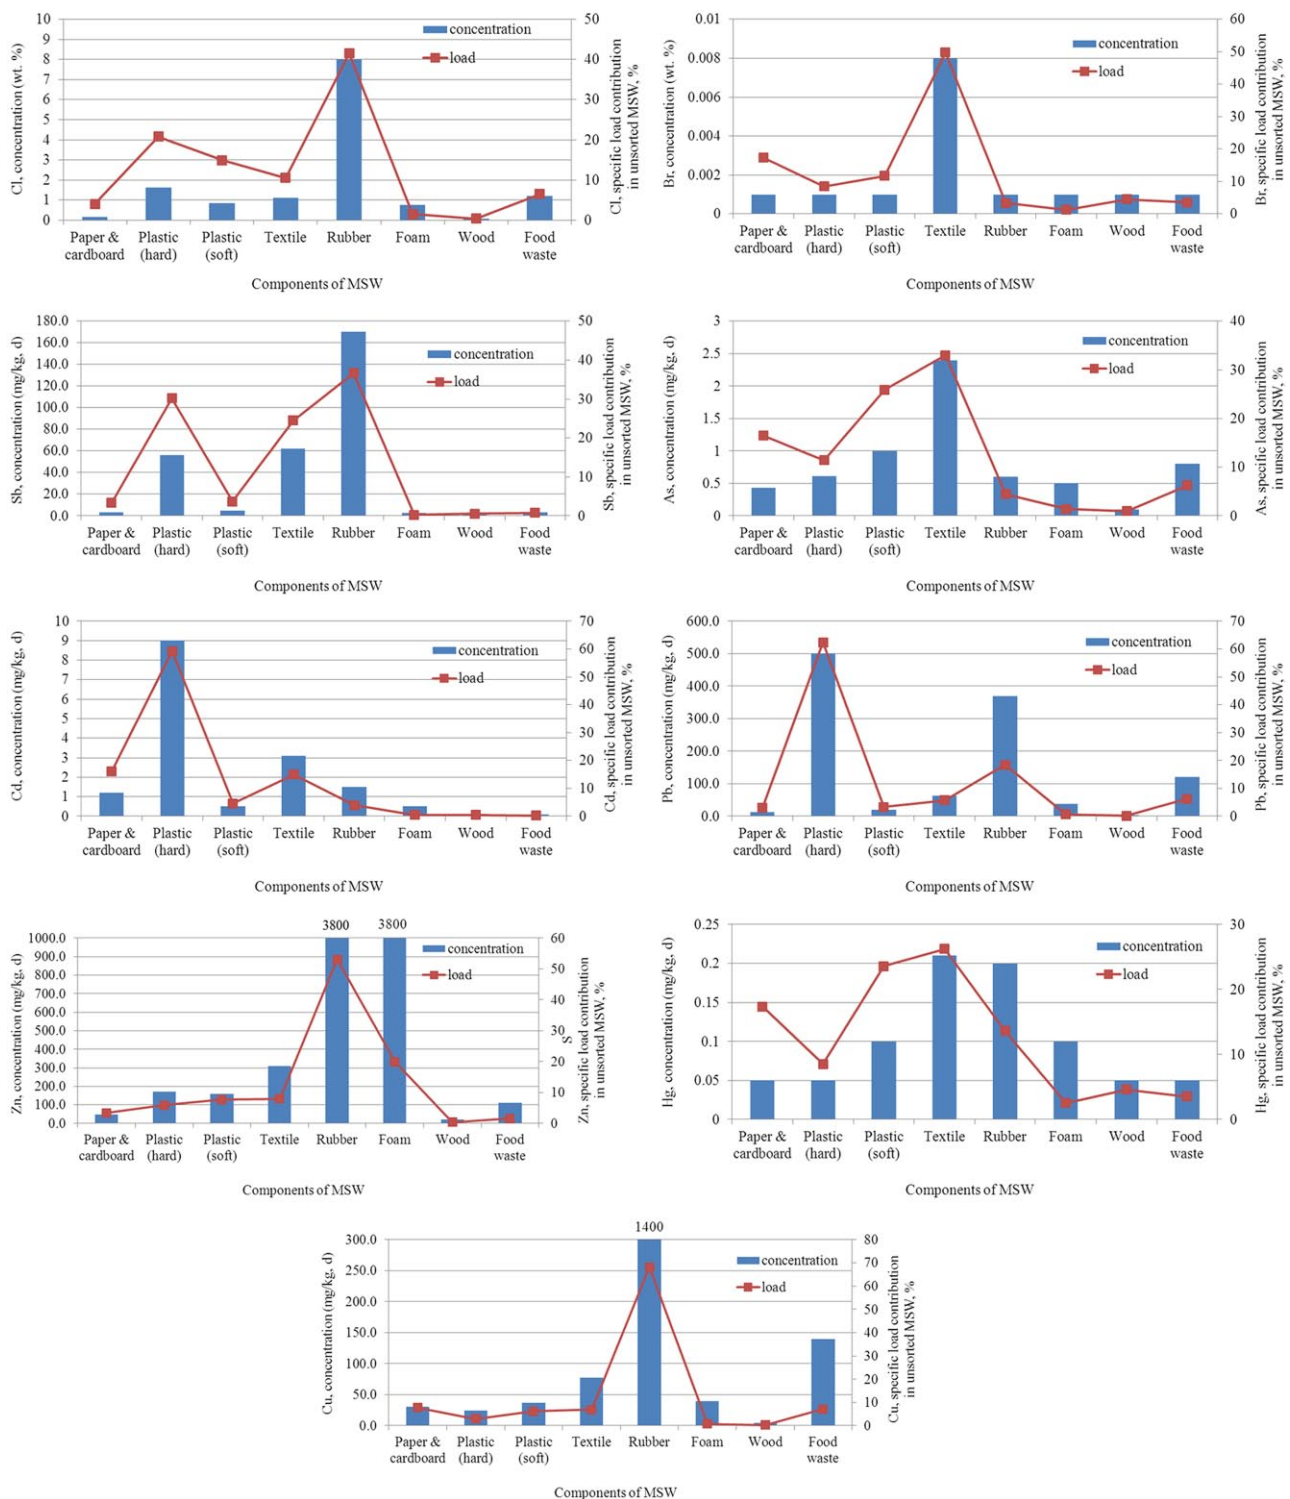 Cl, concentration (wt. %)
10
9
8
7
6
5
4
3
2
1
0
concentration
load
50
40
30
20
10
0
Cl, specific load contribution
in unsorted MSW, %
Paper & cardboard
Plastic (hard)
Plastic (soft)
Textile
Rubber
Foam
Wood
Food waste
Components of MSW
Br, concentration (wt. %)
0.01
0.008
0.006
0.004
0.002
0
concentration
load
60
50
40
30
20
10
0
Br, specific load contribution
in unsorted MSW, %
Paper & cardboard
Plastic (hard)
Plastic (soft)
Textile
Rubber
Foam
Wood
Food waste
Components of MSW
Sb, concentration (mg/kg, d)
180.0
160.0
140.0
120.0
100.0
80.0
60.0
40.0
20.0
0.0
concentration
load
50
40
30
20
10
0
Sb, specific load contribution
in unsorted MSW, %
Paper & cardboard
Plastic (hard)
Plastic (soft)
Textile
Rubber
Foam
Wood
Food waste
Components of MSW
As, concentration (mg/kg, d)
3
2.5
2
1.5
1
0.5
0
concentration
load
40
30
20
10
0
As, specific load contribution
in unsorted MSW, %
Paper & cardboard
Plastic (hard)
Plastic (soft)
Textile
Rubber
Foam
Wood
Food waste
Components of MSW
Cd, concentration (mg/kg, d)
10
9
8
7
6
5
4
3
2
1
0
concentration
load
70
60
50
40
30
20
10
0
Cd, specific load contribution
in unsorted MSW, %
Paper & cardboard
Plastic (hard)
Plastic (soft)
Textile
Rubber
Foam
Wood
Food waste
Components of MSW
Pb, concentration (mg/kg, d)
600.0
500.0
400.0
300.0
200.0
100.0
0.0
concentration
load
70
60
50
40
30
20
10
0
Pb, specific load contribution
in unsorted MSW, %
Paper & cardboard
Plastic (hard)
Plastic (soft)
Textile
Rubber
Foam
Wood
Food waste
Components of MSW
Zn, concentration (mg/kg, d)
1000.0
900.0
800.0
700.0
600.0
500.0
400.0
300.0
200.0
100.0
0.0
3800
3800
concentration
load
60
50
40
30
20
10
0
S
Zn, specific load contribution
in unsorted MSW, %
Paper & cardboard
Plastic (hard)
Plastic (soft)
Textile
Rubber
Foam
Wood
Food waste
Components of MSW
Hg, concentration (mg/kg, d)
0.25
0.2
0.15
0.1
0.05
0
concentration
load
30
20
10
0
Hg, specific load contribution
in unsorted MSW, %
Paper & cardboard
Plastic (hard)
Plastic (soft)
Textile
Rubber
Foam
Wood
Food waste
Components of MSW
Cu, concentration (mg/kg, d)
300.0
250.0
200.0
150.0
100.0
50.0
0.0
1400
concentration
load
80
70
60
50
40
30
20
10
0
Cu, specific load contribution
in unsorted MSW, %
Paper & cardboard
Plastic (hard)
Plastic (soft)
Textile
Rubber
Foam
Wood
Food waste
Components of MSW